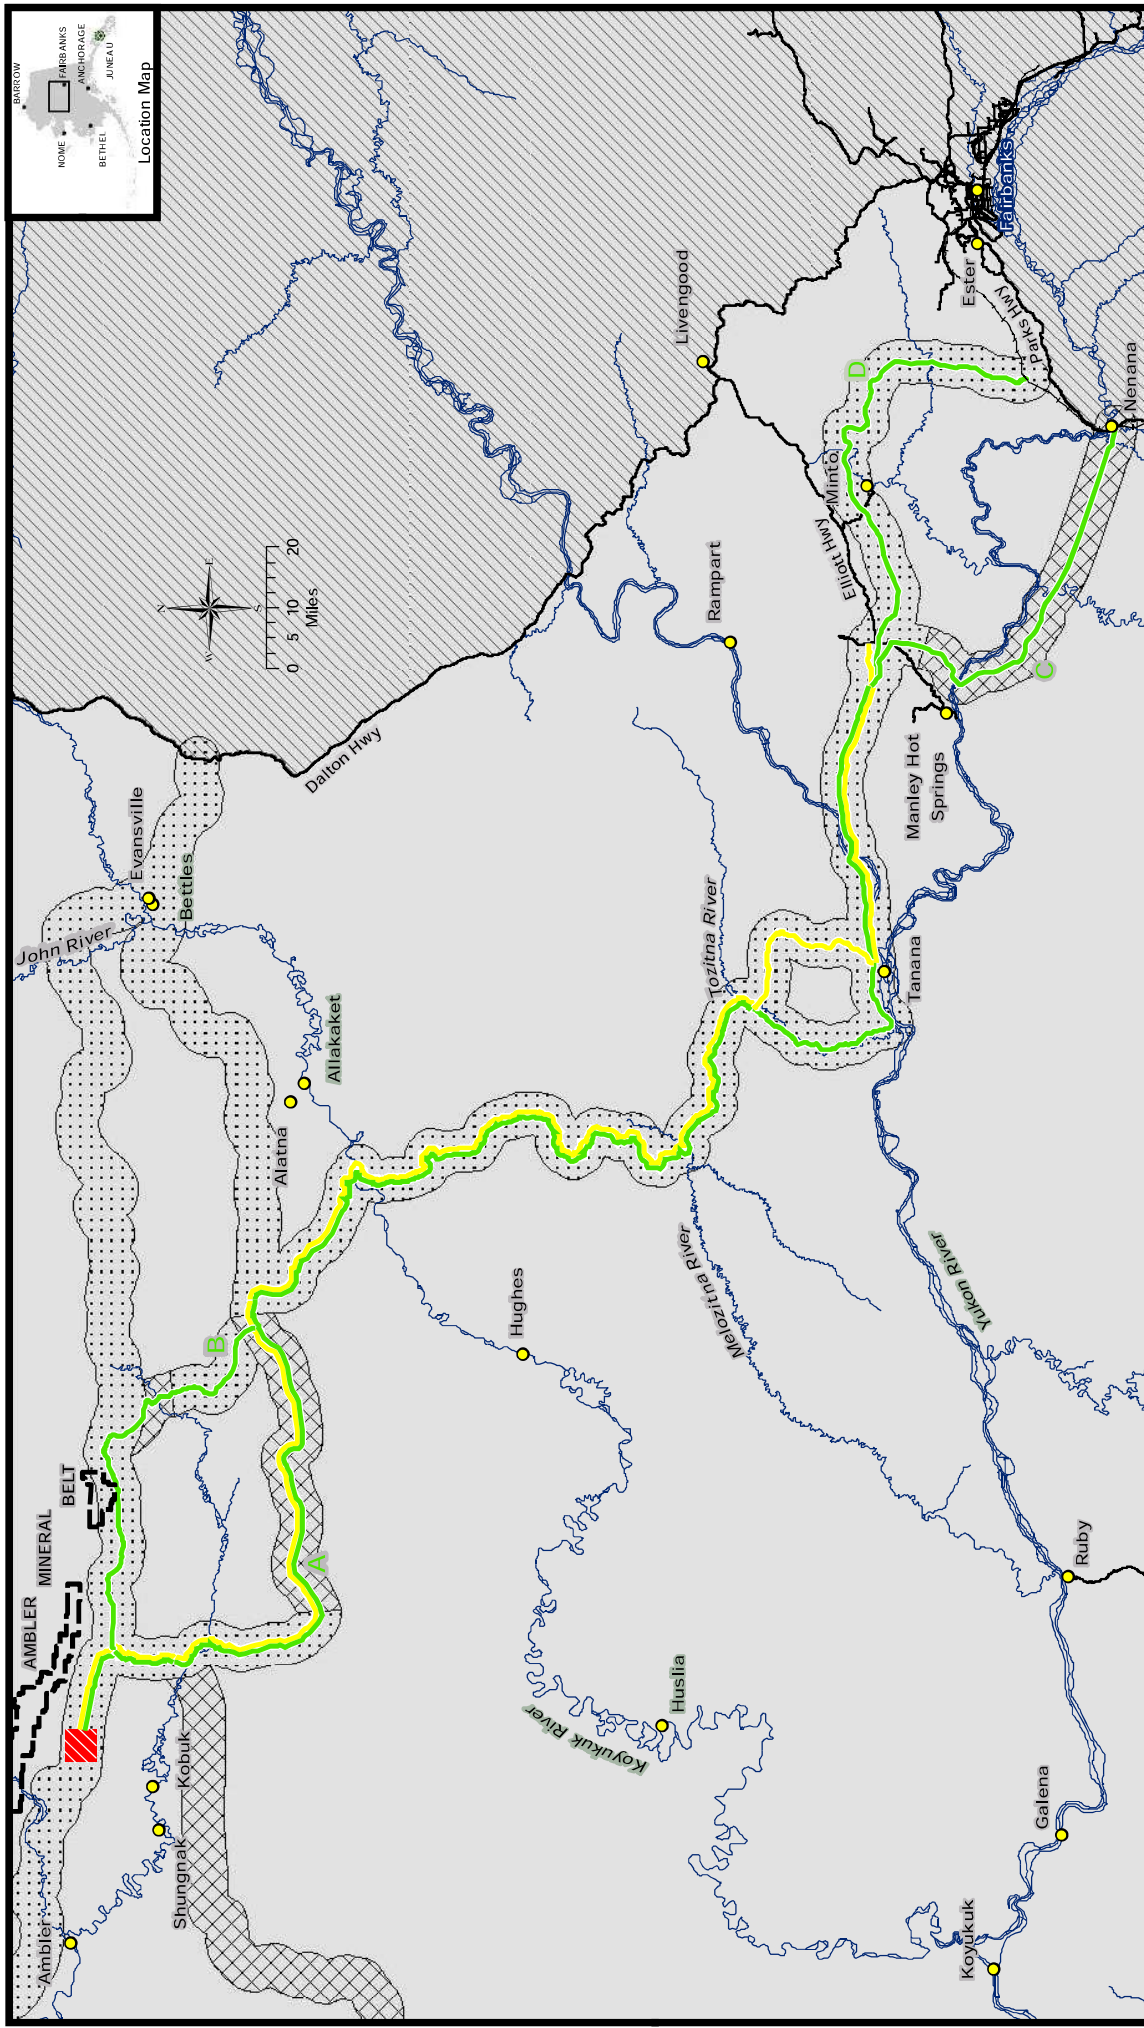 BARROW
NOME
FAIRBANKS
ANCHORAGE
BETHEL
JUNEAU
Location Map
Livengood
Ester
Fairbanks
Parks Hwy
Nenana
D
Minto
Elliott Hwy
N
W
E
S
0 5 10 20
Miles
Rampart
C
Dalton Hwy
Manley Hot
Springs
Evansville
Bettles
John River
Tozitna River
Tanana
Allakaket
Alatna
B
Hughes
Melozitna River
Yukon River
AMBLER MINERAL
BELT
A
Ruby
Huslia
Koyukuk River
Kobuk
Shungnak
Ambler
Galena
Koyukuk